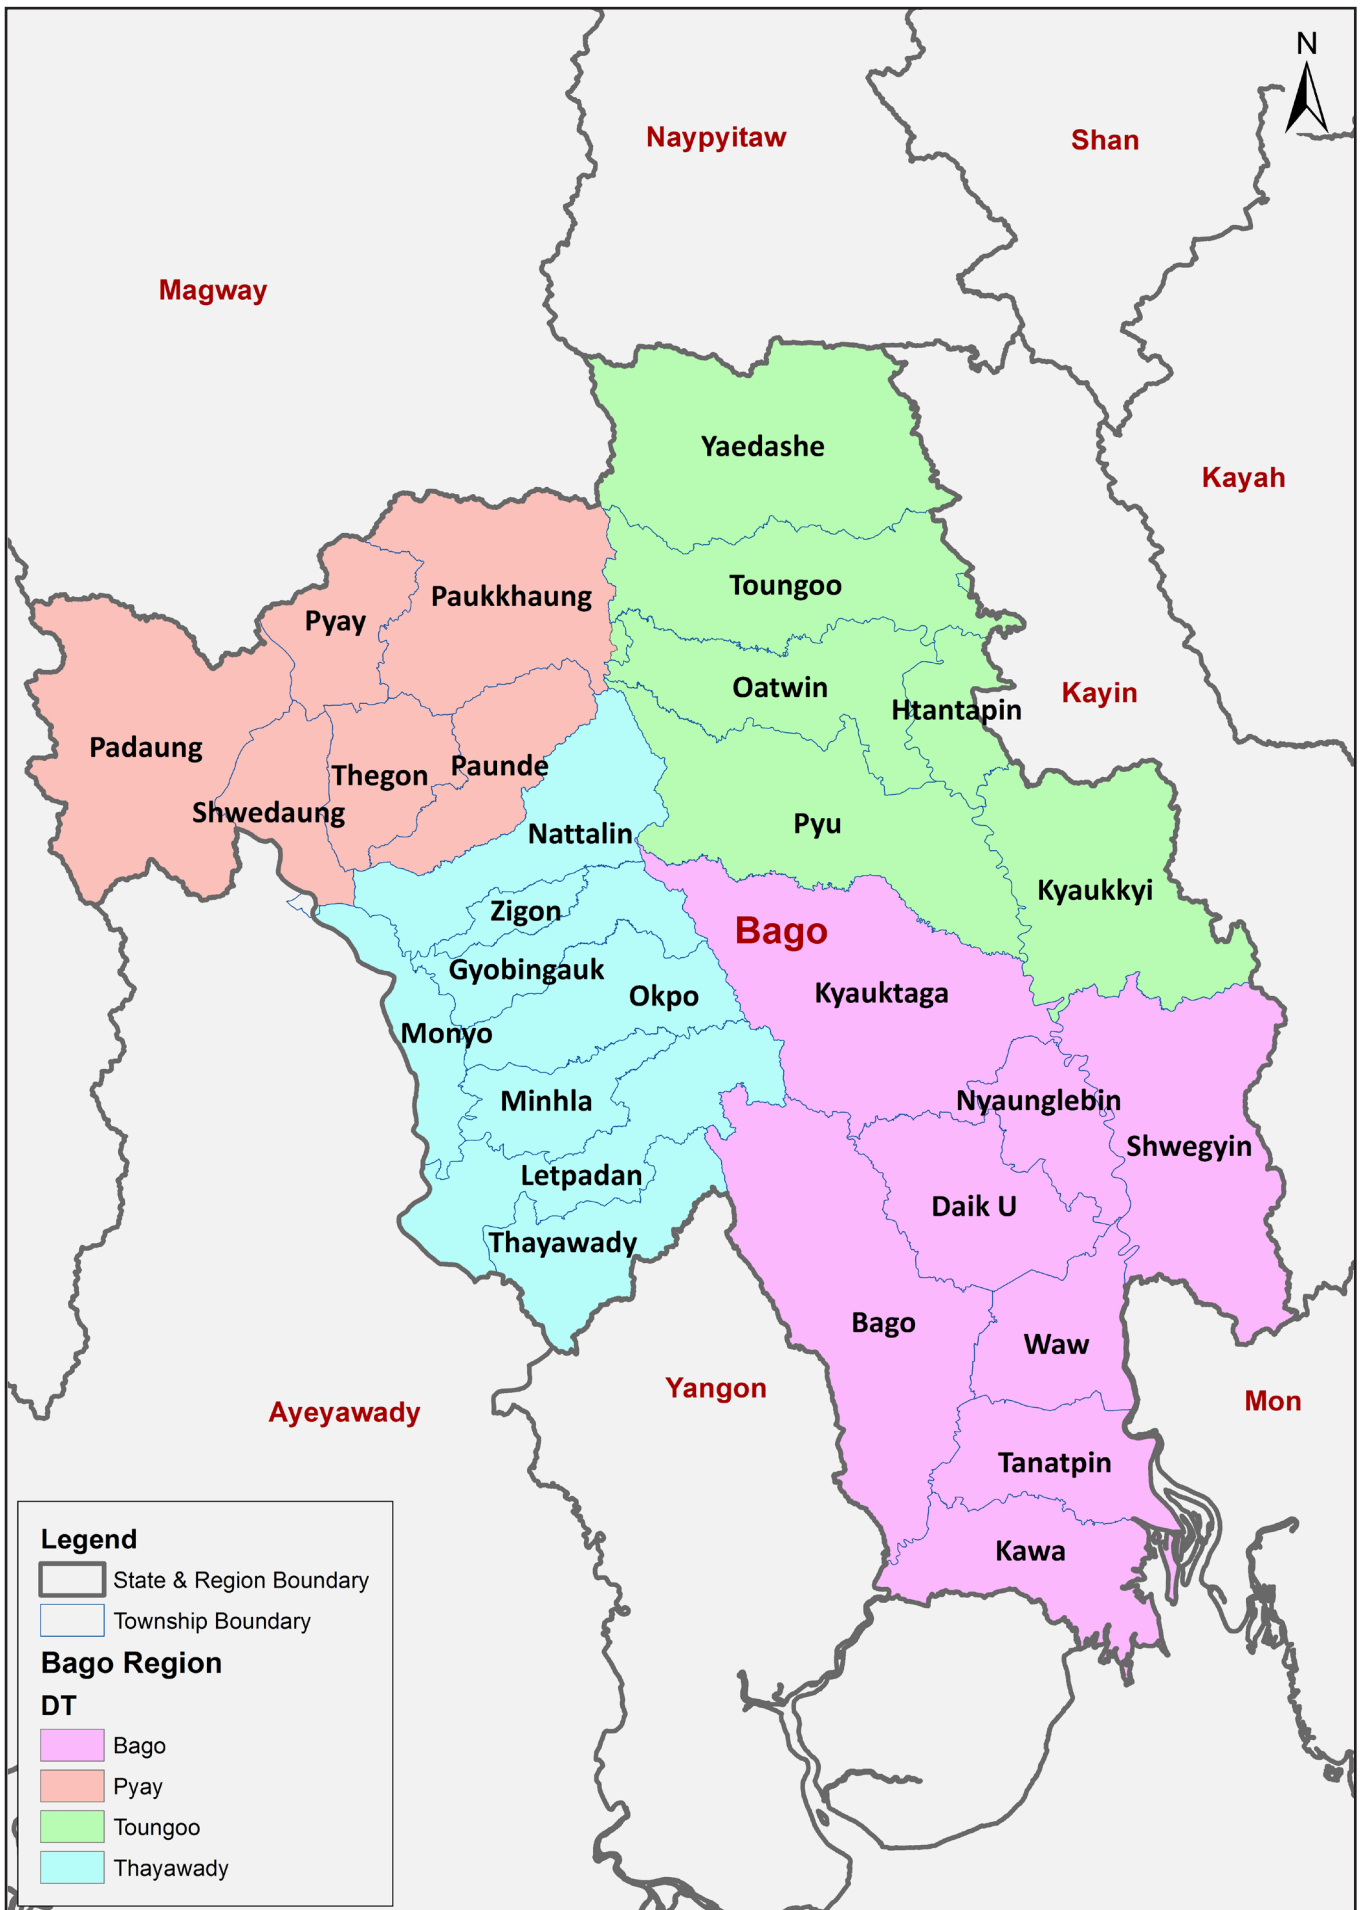 N
Naypyitaw
Shan
Magway
Yaedashe
Kayah
Toungoo
Paukkhaung
Pyay
Oatwin
Kayin
Htantapin
Padaung
Paunde
Thegon
Shwedaung
Pyu
Nattalin
Kyaukkyi
Zigon
Bago
Gyobingauk
Kyauktaga
Okpo
Monyo
Minhla
Nyaunglebin
Shwegyin
Letpadan
Daik U
Thayawady
Bago
Waw
Yangon
Mon
Ayeyawady
Tanatpin
Kawa
Legend
State & Region Boundary
Township Boundary
Bago Region
DT
Bago
Pyay
Toungoo
Thayawady